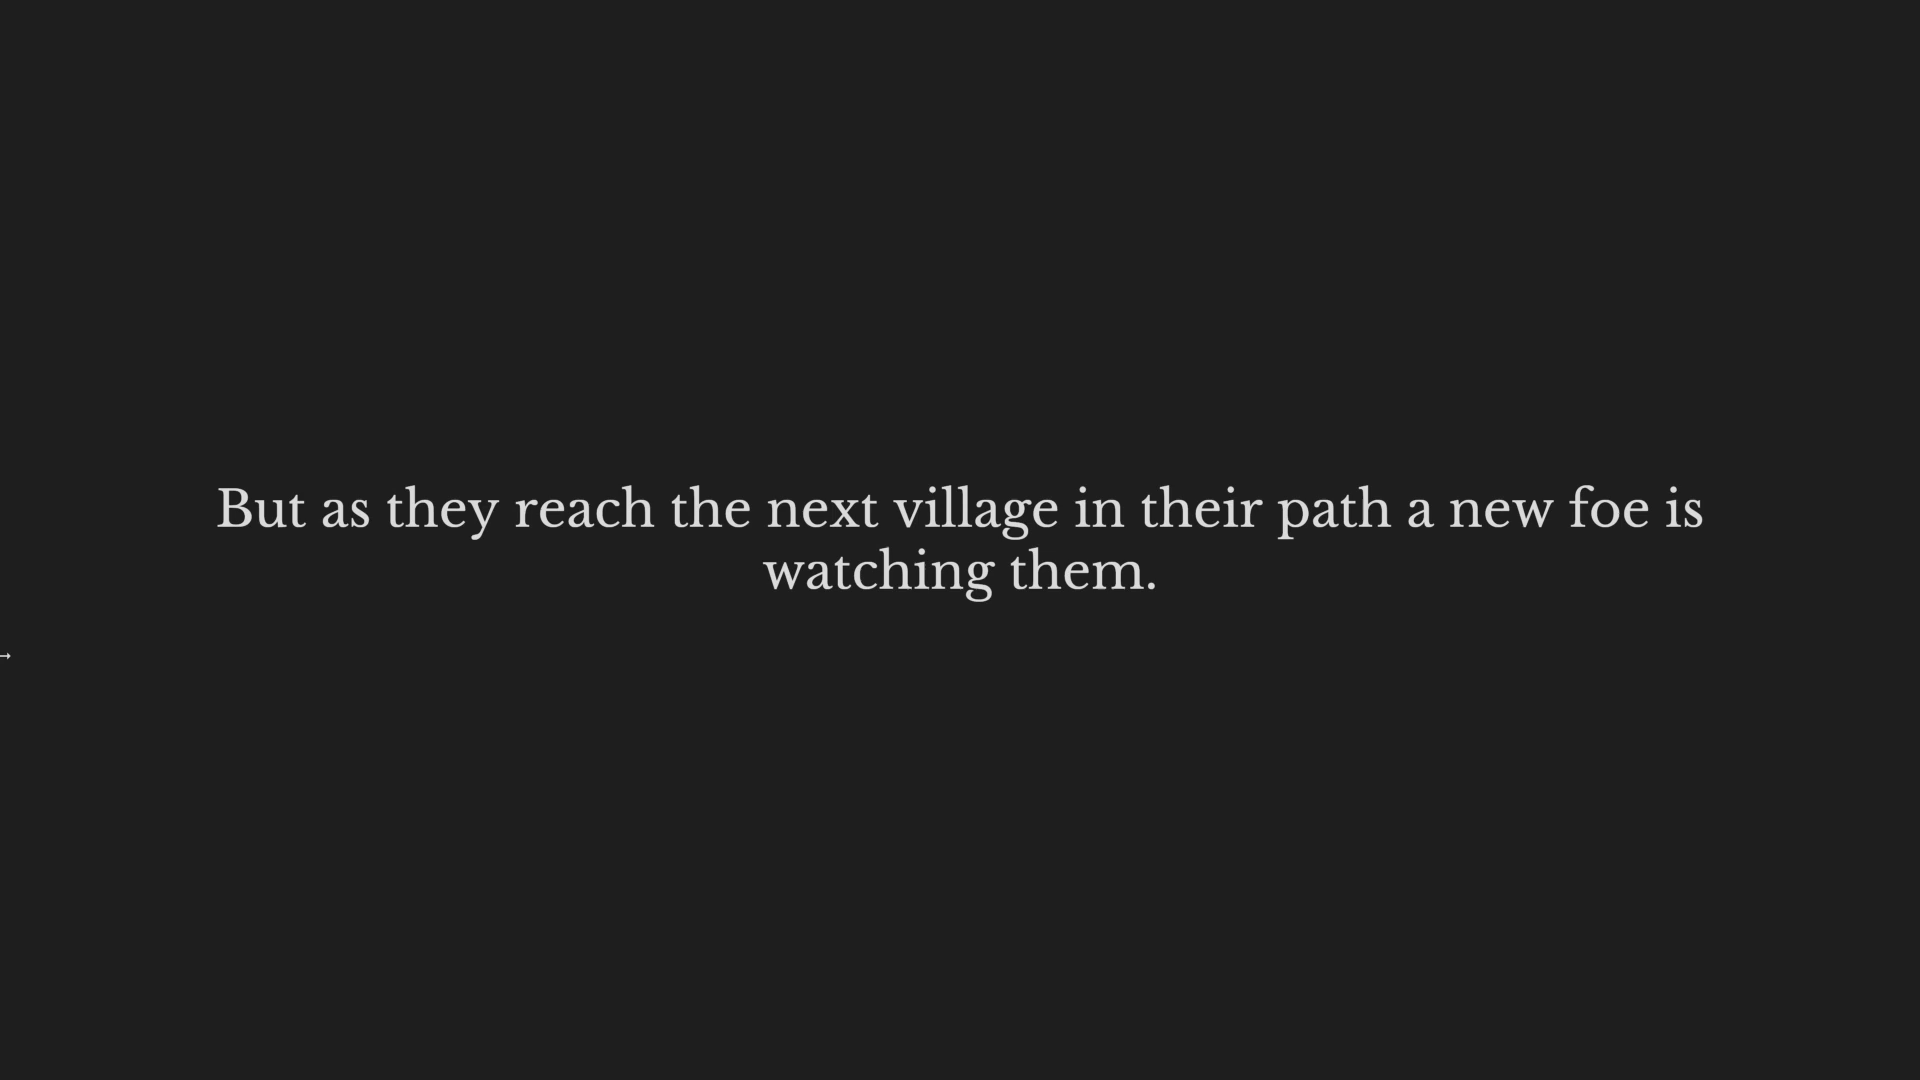 But as they reach the next village in their path a new foe is
watching them.
→